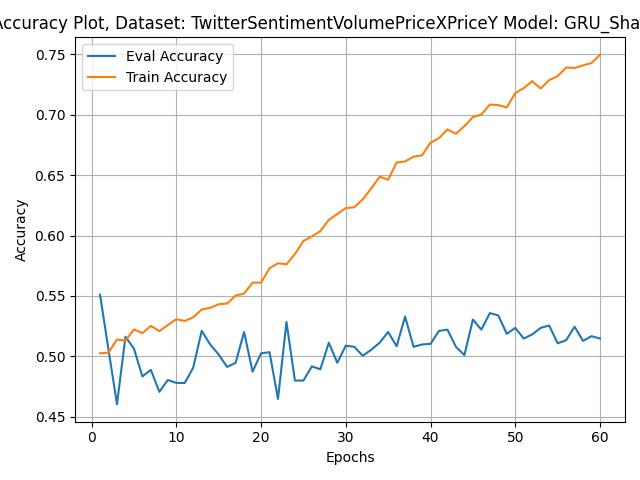 Accuracy Plot, Dataset: TwitterSentimentVolumePriceXPriceY Model: GRU_Sha
Eval Accuracy
Train Accuracy
Accuracy
0.75
0.70
0.65
0.60
0.55
0.50
0.45
0 10 20 30 40 50 60
Epochs